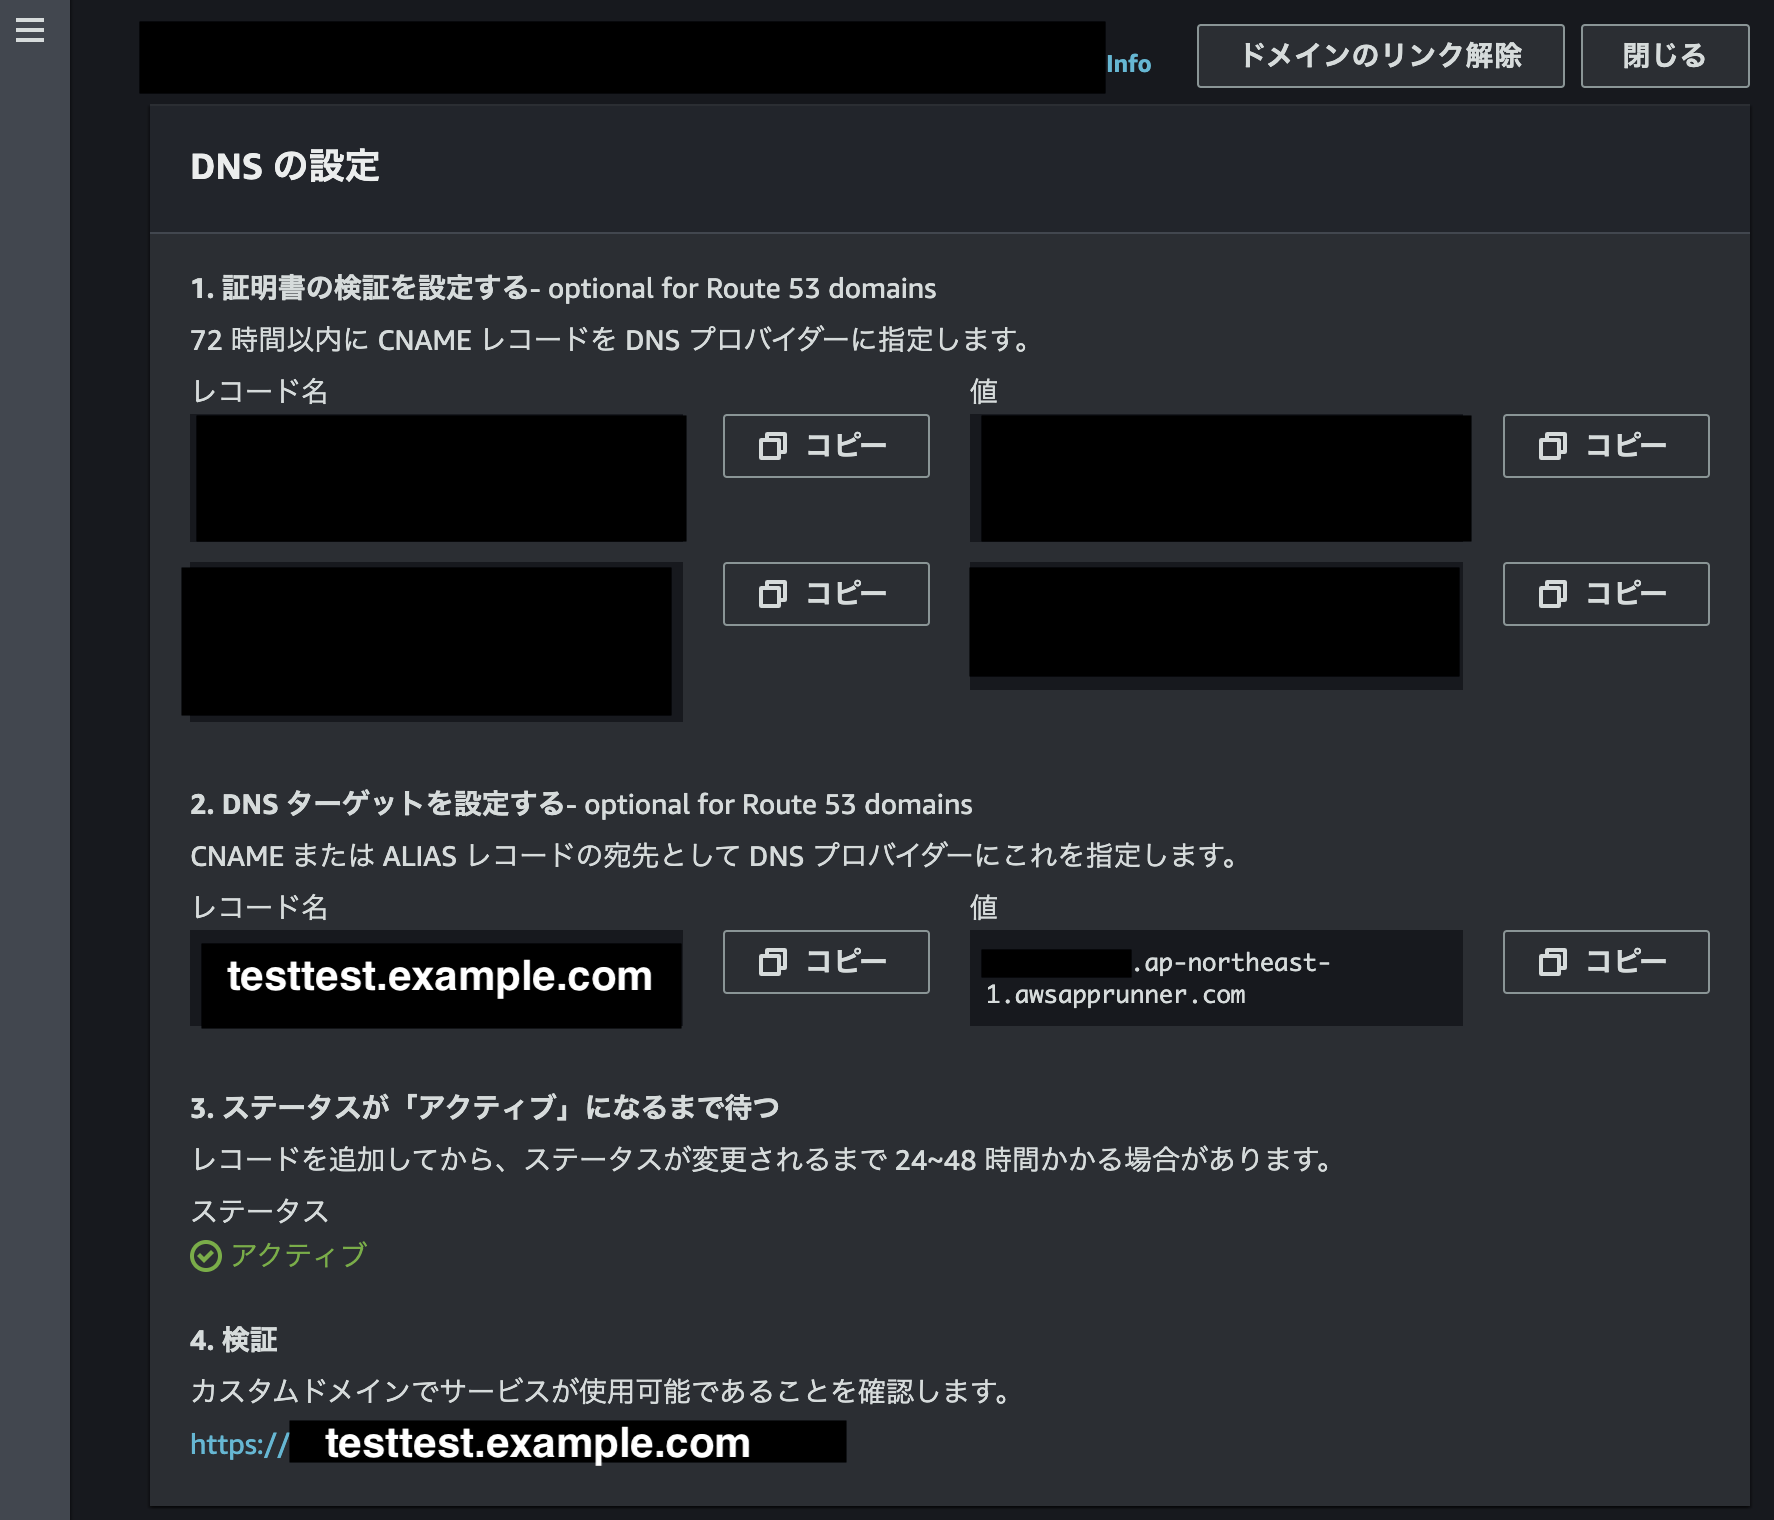 Info
ドメインのリンク解除
閉じる
DNS の設定
1. 証明書の検証を設定する- optional for Route 53 domains
72 時間以内に CNAME レコードを DNS プロバイダーに指定します。
レコード名
値
コピー
コピー
コピー
コピー
2. DNS ターゲットを設定する- optional for Route 53 domains
CNAME または ALIAS レコードの宛先として DNS プロバイダーにこれを指定します。
レコード名
値
testtest.example.com
コピー
.ap-northeast-
1.awsapprunner.com
コピー
3. ステータスが「アクティブ」になるまで待つ
レコードを追加してから、ステータスが変更されるまで 24~48 時間かかる場合があります。
ステータス
アクティブ
4. 検証
カスタムドメインでサービスが使用可能であることを確認します。
https:// testtest.example.com